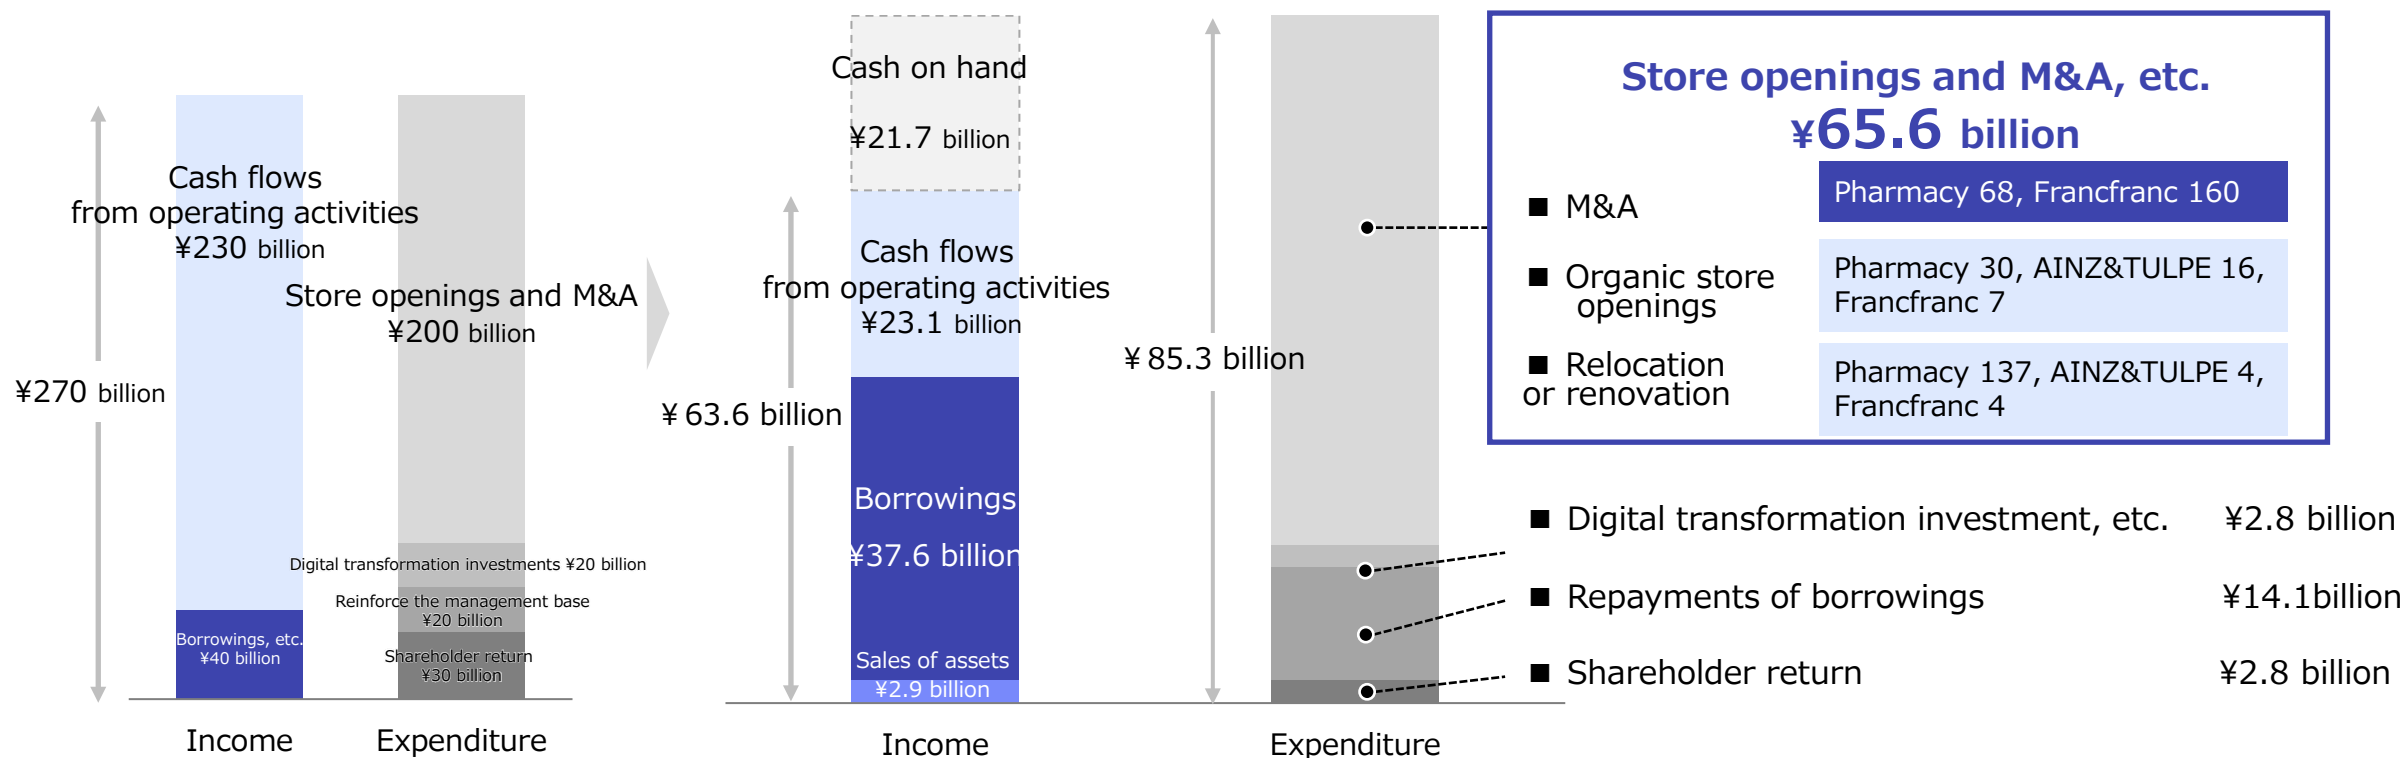 ¥270 billion
Cash flows
from operating activities
¥230 billion
Borrowings, etc.
¥40 billion
Income
Store openings and M&A
¥200 billion
Digital transformation investments ¥20 billion
Reinforce the management base
¥20 billion
Shareholder return
¥30 billion
Expenditure
¥ 63.6 billion
Cash on hand
¥21.7 billion
Cash flows
from operating activities
¥23.1 billion
Borrowings
¥37.6 billion
Sales of assets
¥2.9 billion
Income
¥ 85.3 billion
Expenditure
Store openings and M&A, etc.
¥65.6 billion
■ M&A
Pharmacy 68, Francfranc 160
■ Organic store
openings
Pharmacy 30, AINZ&TULPE 16,
Francfranc 7
■ Relocation
or renovation
Pharmacy 137, AINZ&TULPE 4,
Francfranc 4
■ Digital transformation investment, etc. ¥2.8 billion
■ Repayments of borrowings ¥14.1billion
■ Shareholder return ¥2.8 billion